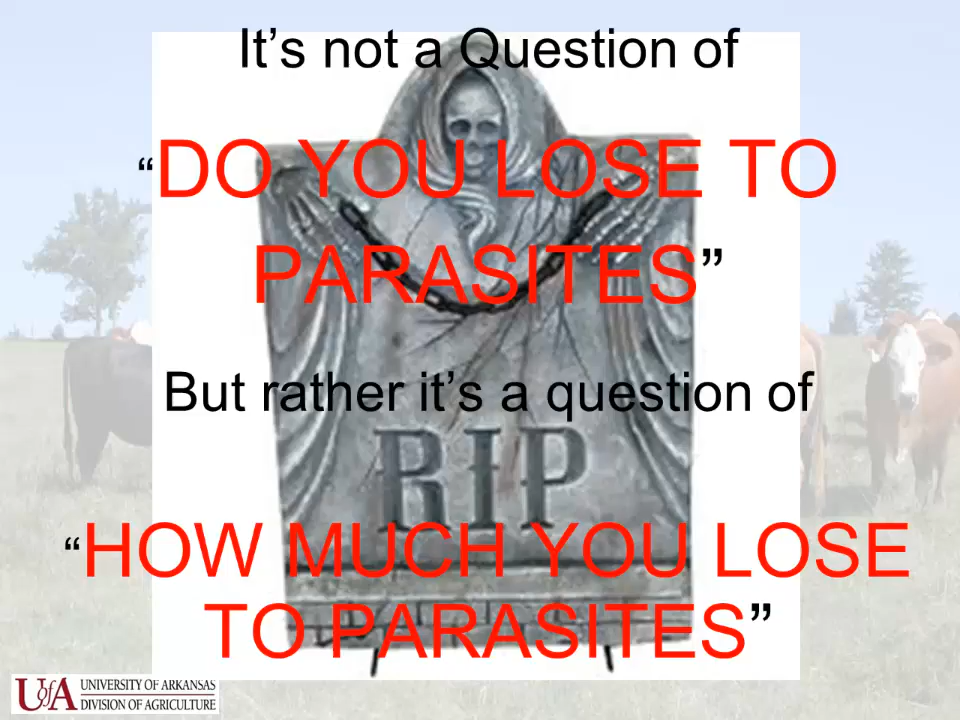 It’s not a Question of
“DO YOU LOSE TO
PARASITES”
But rather it’s a question of
RIP
“HOW MUCH YOU LOSE
TO PARASITES”
UofA UNIVERSITY OF ARKANSAS
DIVISION OF AGRICULTURE